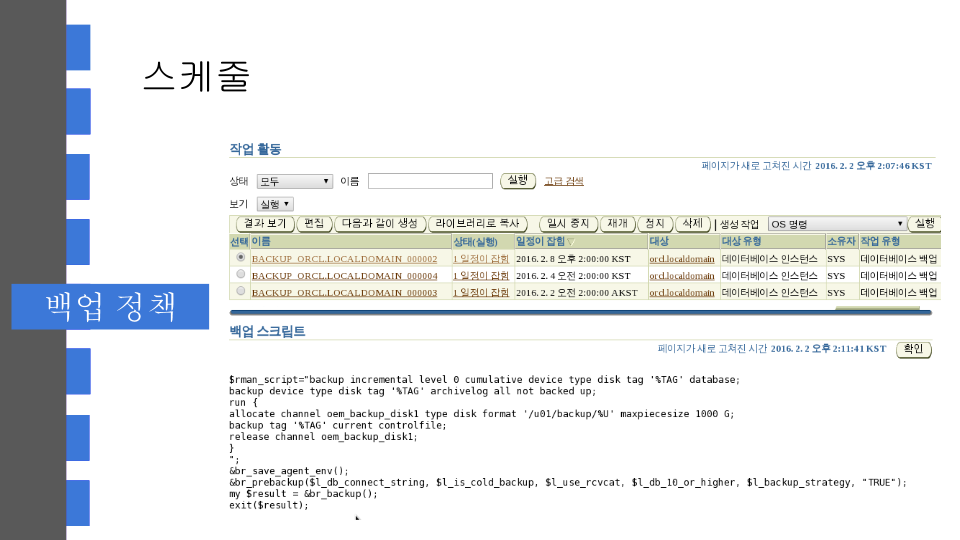 스케줄
작업 활동
페이지가 새로 고쳐진 시간 2016. 2. 2 오후 2:07:46 KST
상태 모두 이름 실행 고급 검색
보기 실행
결과 보기 편집 다음과 같이 생성 라이브러리로 복사 일시 중지 재개 정지 삭제 | 생성 작업 OS 명령 실행
선택 이름 상태(실행) 일정이 잡힘 대상 대상 유형 소유자 작업 유형
BACKUP_ORCL.LOCALDOMAIN_000002 1 일정이 잡힘 2016. 2. 8 오후 2:00:00 KST orcl.localdomain 데이터베이스 인스턴스 SYS 데이터베이스 백업
BACKUP_ORCL.LOCALDOMAIN_000004 1 일정이 잡힘 2016. 2. 4 오전 2:00:00 KST orcl.localdomain 데이터베이스 인스턴스 SYS 데이터베이스 백업
BACKUP_ORCL.LOCALDOMAIN_000003 1 일정이 잡힘 2016. 2. 2 오전 2:00:00 AKST orcl.localdomain 데이터베이스 인스턴스 SYS 데이터베이스 백업
백업 정책
백업 스크립트
페이지가 새로 고쳐진 시간 2016. 2. 2 오후 2:11:41 KST 확인
$rman_script="backup incremental level 0 cumulative device type disk tag '%TAG' database;
backup device type disk tag '%TAG' archivelog all not backed up;
run {
allocate channel oem_backup_disk1 type disk format '/u01/backup/%U' maxpiecesize 1000 G;
backup tag '%TAG' current controlfile;
release channel oem_backup_disk1;
}
";
&br_save_agent_env();
&br_prebackup($l_db_connect_string, $l_is_cold_backup, $l_use_rcvcat, $l_db_10_or_higher, $l_backup_strategy, "TRUE");
my $result = &br_backup();
exit($result);